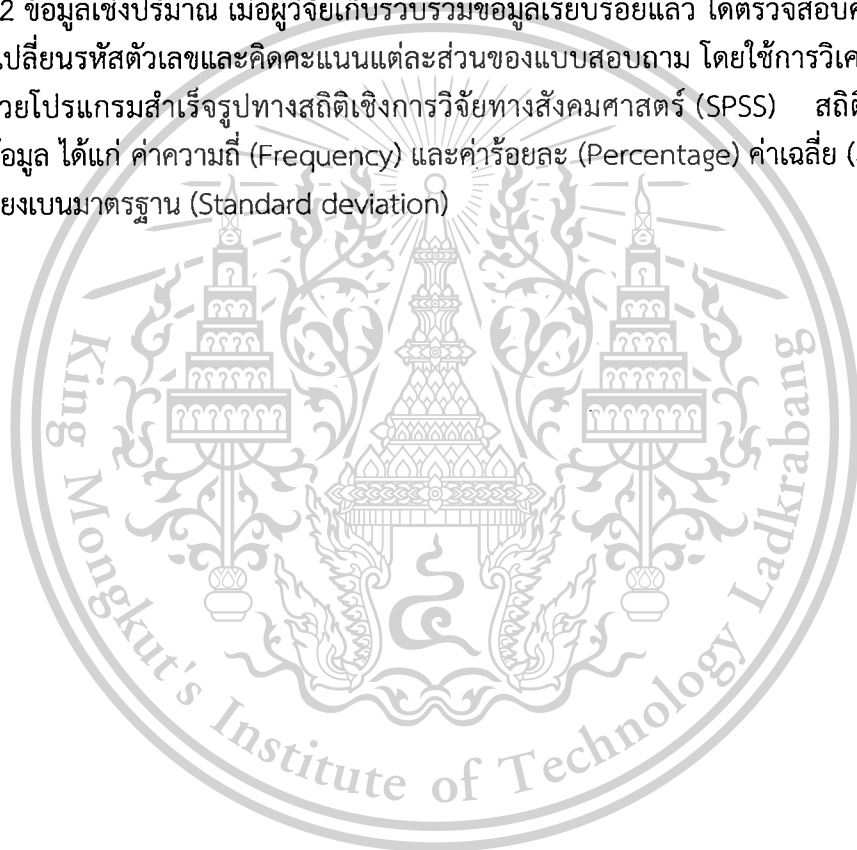 2 ข้อมูลเชิงปริมาณ เมื่อผู้วิจัยเก็บรวบรวมข้อมูลเรียบร้อยแล้ว ได้ตรวจสอบ
เปลี่ยนรหัสตัวเลขและคิดคะแนนแต่ละส่วนของแบบสอบถาม โดยใช้การวิเค
วยโปรแกรมสำเร็จรูปทางสถิติเชิงการวิจัยทางสังคมศาสตร์ (SPSS) สถิติ
อมูล ได้แก่ ค่าความถี่ (Frequency) และค่าร้อยละ (Percentage) ค่าเฉลี่ย (
ยงเบนมาตรฐาน (Standard deviation)
King Mongkut's Institute of Technology Ladkrabang